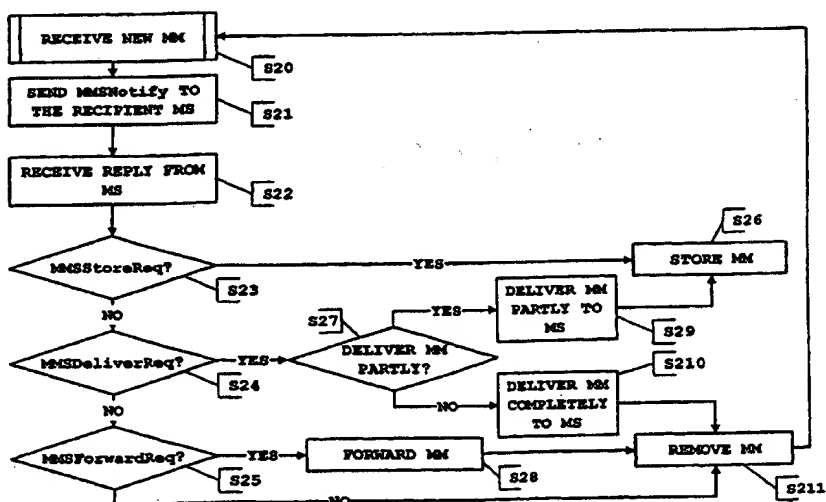 RECEIVE NEW MM
S20
SEND MMSNotify TO
THE RECIPIENT MS
S21
RECEIVE REPLY FROM
MS
S22
MMSStoreReq?
S23
YES
STORE MM
S26
NO
MMSDeliverReq?
S24
YES
S27
DELIVER MM
PARTLY?
YES
DELIVER MM
PARTLY TO
MS
S29
NO
DELIVER MM
COMPLETELY
TO MS
S210
NO
MMSForwardReq?
S25
YES
FORWARD MM
S28
REMOVE MM
S211
NO